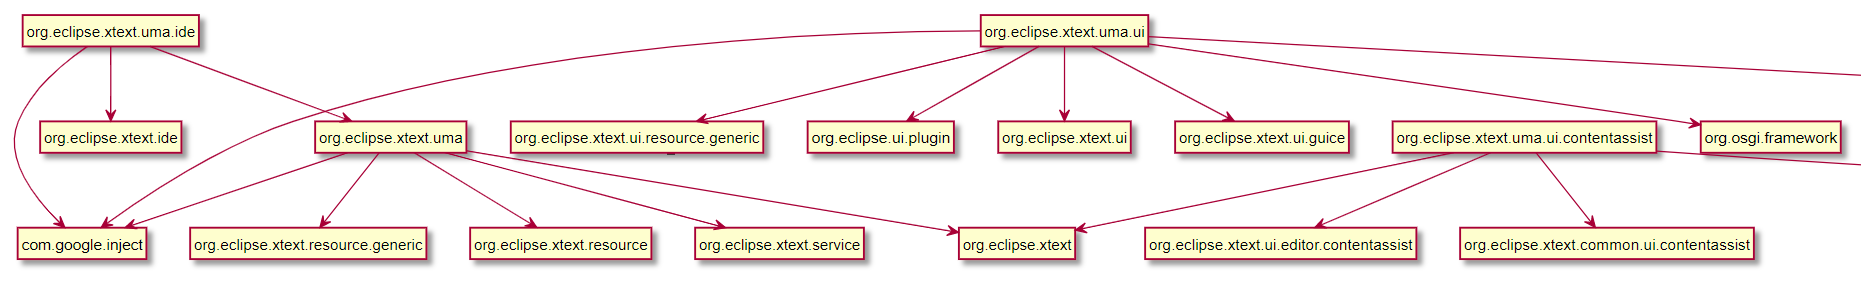 org.eclipse.xtext.uma.ide
org.eclipse.xtext.uma.ui
org.eclipse.xtext.ide
org.eclipse.xtext.uma
org.eclipse.xtext.ui.resource.generic
org.eclipse.ui.plugin
org.eclipse.xtext.ui
org.eclipse.xtext.ui.guice
org.eclipse.xtext.uma.ui.contentassist
org.osgi.framework
com.google.inject
org.eclipse.xtext.resource.generic
org.eclipse.xtext.resource
org.eclipse.xtext.service
org.eclipse.xtext
org.eclipse.xtext.ui.editor.contentassist
org.eclipse.xtext.common.ui.contentassist